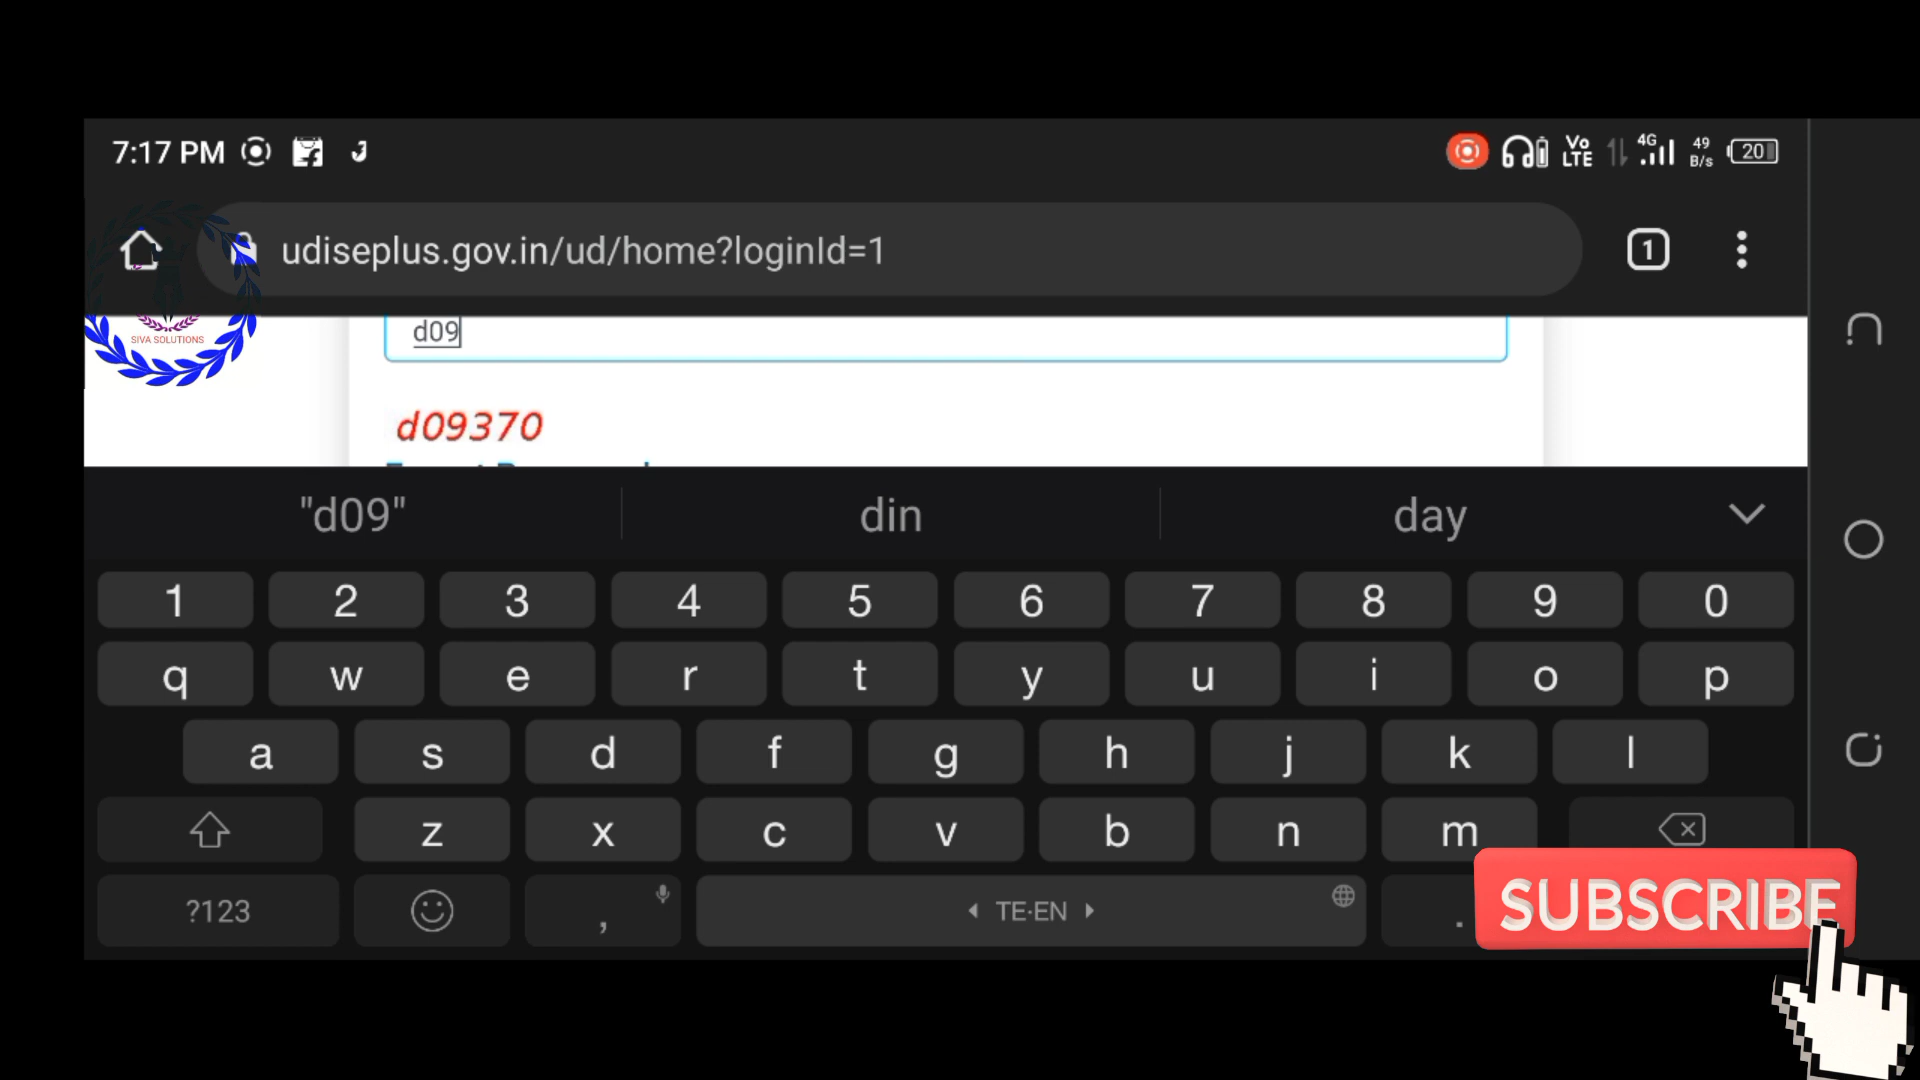 7:17 PM
Vo LTE 4G 49 B/s 20
udiseplus.gov.in/ud/home?loginId=1
1
SIVA SOLUTIONS
d09
d09370
"d09" din day
1 2 3 4 5 6 7 8 9 0
q w e r t y u i o p
a s d f g h j k l
z x c v b n m
?123 , TE·EN .
SUBSCRIBE